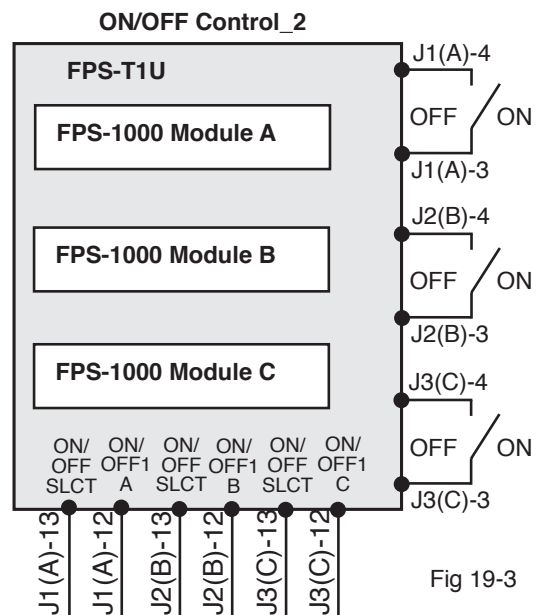 ON/OFF Control_2
FPS-T1U
FPS-1000 Module A
FPS-1000 Module B
FPS-1000 Module C
J1(A)-4
OFF ON
J1(A)-3
J2(B)-4
OFF ON
J2(B)-3
J3(C)-4
OFF ON
J3(C)-3
ON/ ON/ ON/ ON/ ON/ ON/
OFF OFF1 OFF OFF1 OFF OFF1
SLCT A SLCT B SLCT C
J1(A)-13
J1(A)-12
J2(B)-13
J2(B)-12
J3(C)-13
J3(C)-12
Fig 19-3